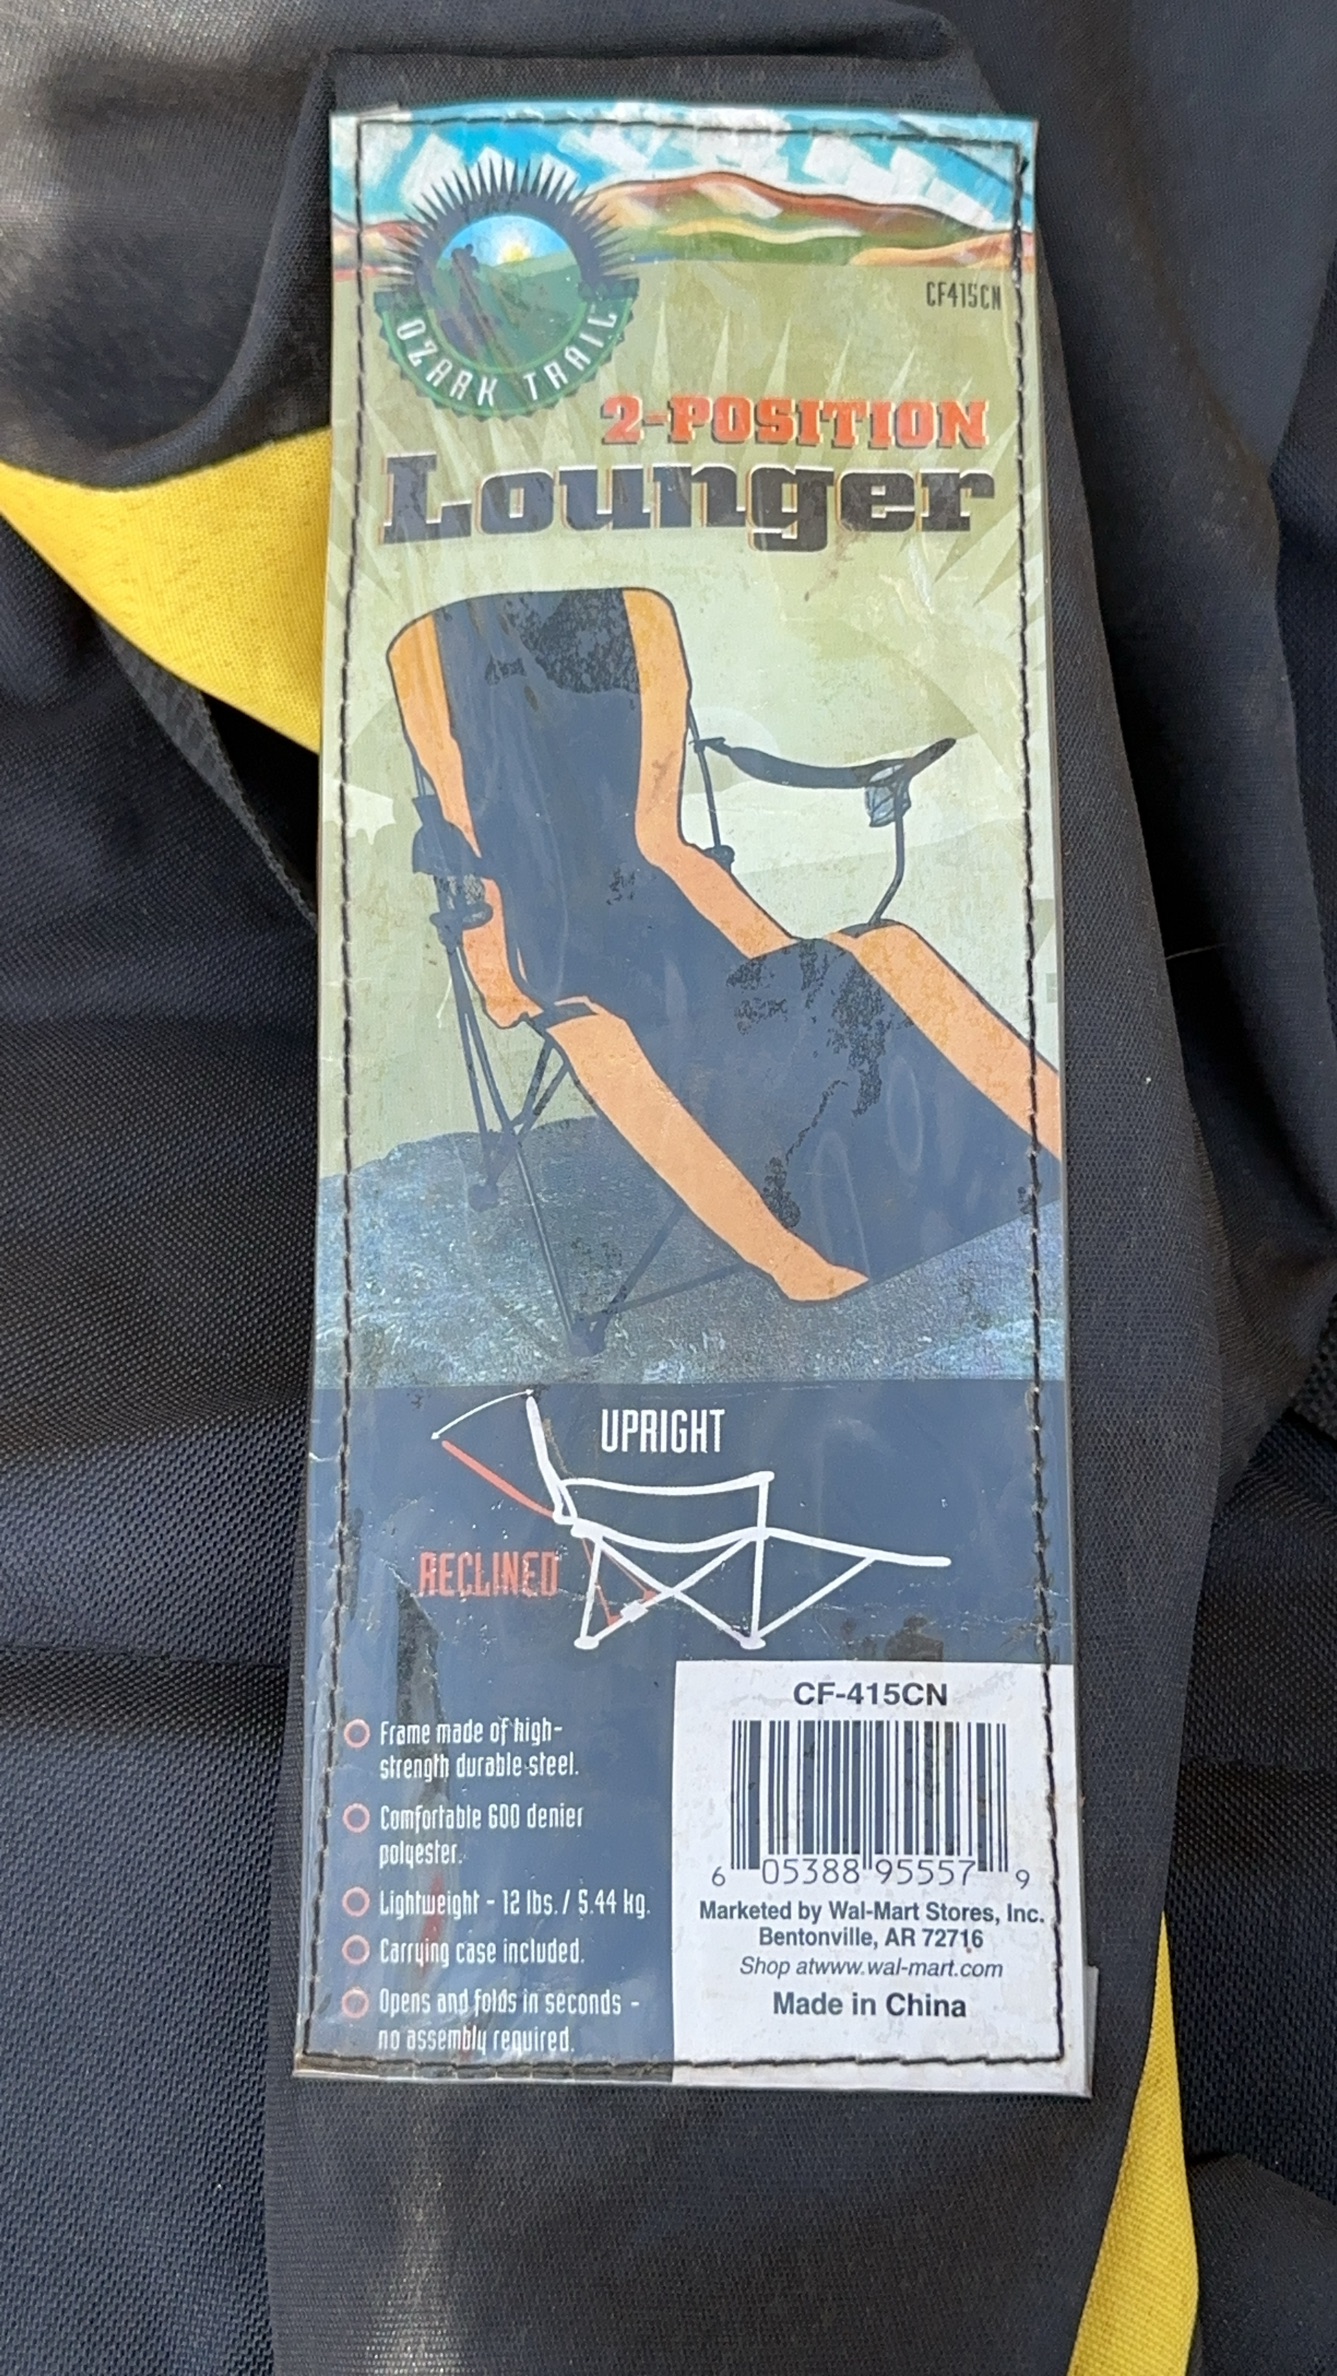 OZARK TRAIL
CF415CN
2-POSITION
Lounger
UPRIGHT
RECLINED
Frame made of high-
strength durable steel.
Comfortable 600 denier
polyester.
Lightweight - 12 lbs. / 5.44 kg.
Carrying case included.
Opens and folds in seconds -
no assembly required.
CF-415CN
6 05388 95557 9
Marketed by Wal-Mart Stores, Inc.
Bentonville, AR 72716
Shop atwww.wal-mart.com
Made in China